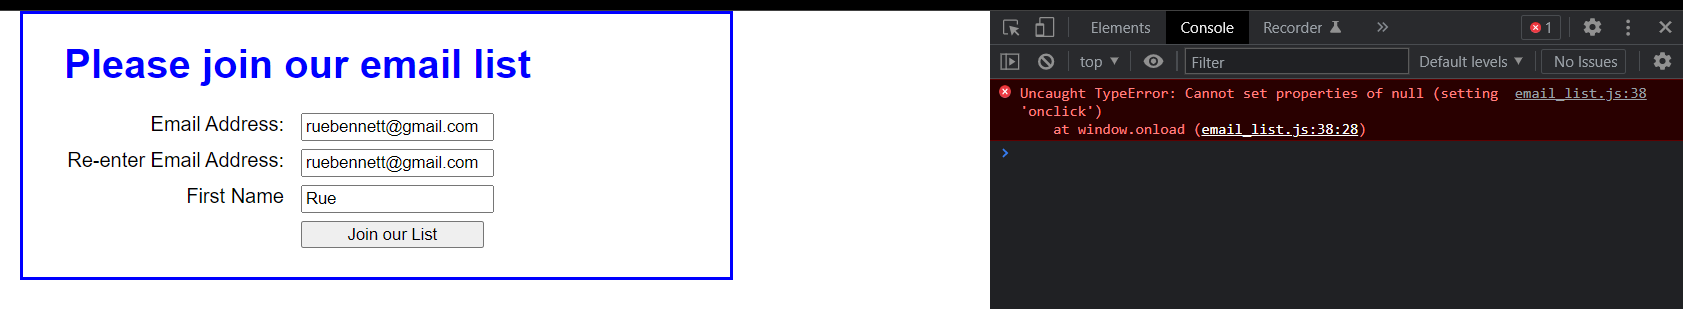 Please join our email list
Email Address: ruebennett@gmail.com
Re-enter Email Address: ruebennett@gmail.com
First Name Rue
Join our List
Elements Console Recorder 1
top Filter Default levels No Issues
Uncaught TypeError: Cannot set properties of null (setting email_list.js:38
'onclick')
at window.onload (email_list.js:38:28)